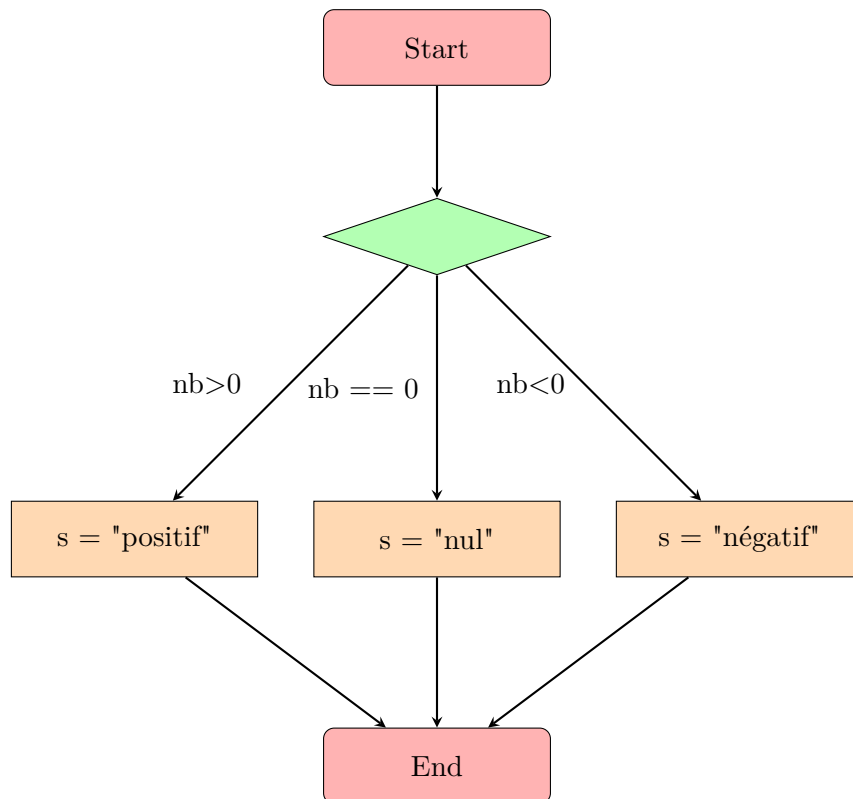 Start
nb>0
nb == 0
nb<0
s = "positif"
s = "nul"
s = "négatif"
End